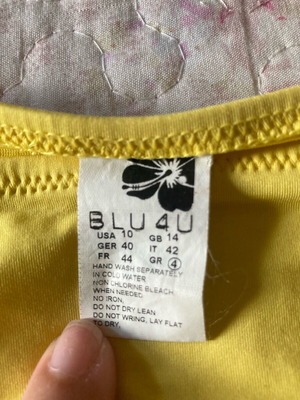 BLU4U
USA 10 GB 14
GER 40 IT 42
FR 44 GR 4
HAND WASH SEPARATELY
IN COLD WATER
NON CHLORINE BLEACH
WHEN NEEDED
NO IRON,
DO NOT DRY LEAN
DO NOT WRING, LAY FLAT
TO DRY.